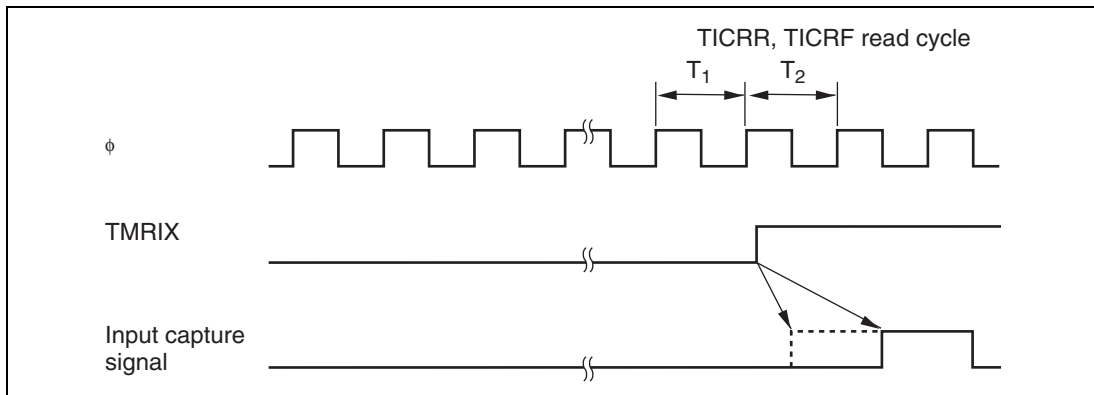 TICRR, TICRF read cycle
T₁ T₂
ϕ
TMRIX
Input capture
signal